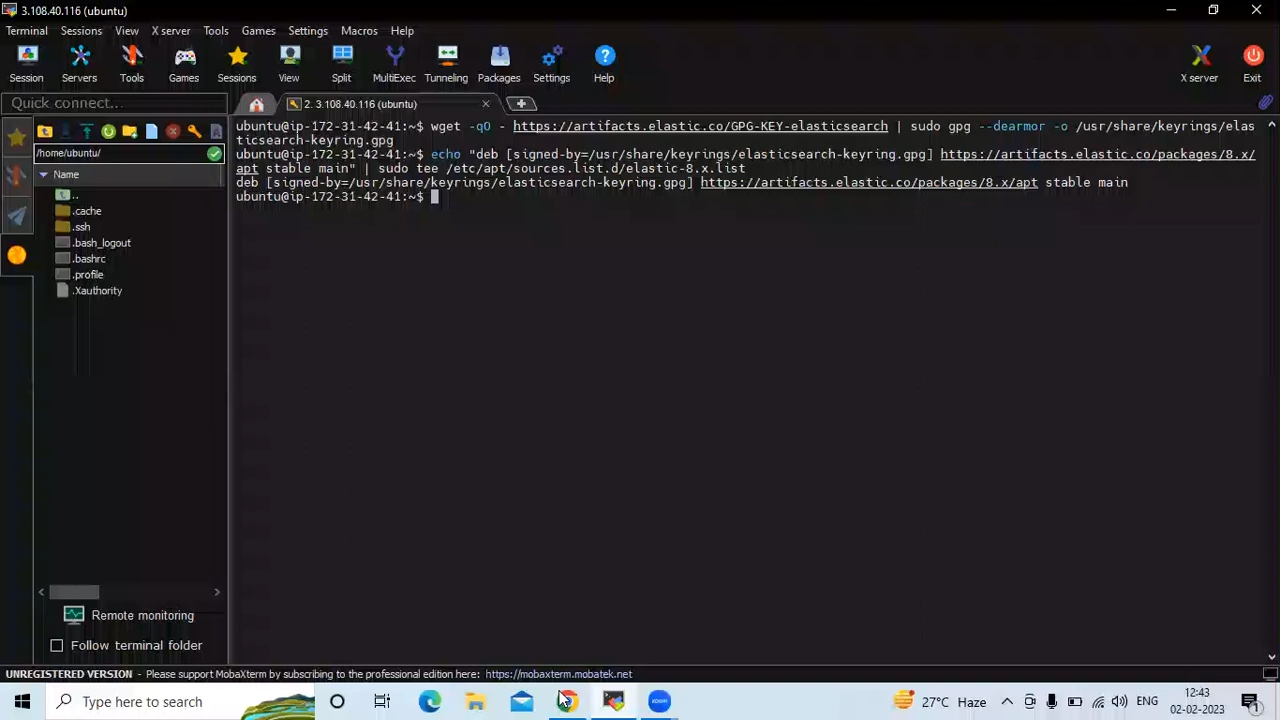 3.108.40.116 (ubuntu)
Terminal Sessions View X server Tools Games Settings Macros Help
Session Servers Tools Games Sessions View Split MultiExec Tunneling Packages Settings Help X server Exit
Quick connect...
2. 3.108.40.116 (ubuntu)
/home/ubuntu/
Name
..
.cache
.ssh
.bash_logout
.bashrc
.profile
.Xauthority
Remote monitoring
Follow terminal folder
ubuntu@ip-172-31-42-41:~$ wget -qO - https://artifacts.elastic.co/GPG-KEY-elasticsearch | sudo gpg --dearmor -o /usr/share/keyrings/elas
ticsearch-keyring.gpg
ubuntu@ip-172-31-42-41:~$ echo "deb [signed-by=/usr/share/keyrings/elasticsearch-keyring.gpg] https://artifacts.elastic.co/packages/8.x/
apt stable main" | sudo tee /etc/apt/sources.list.d/elastic-8.x.list
deb [signed-by=/usr/share/keyrings/elasticsearch-keyring.gpg] https://artifacts.elastic.co/packages/8.x/apt stable main
ubuntu@ip-172-31-42-41:~$
UNREGISTERED VERSION - Please support MobaXterm by subscribing to the professional edition here: https://mobaxterm.mobatek.net
Type here to search
zoom
27°C Haze
ENG
12:43
02-02-2023
1